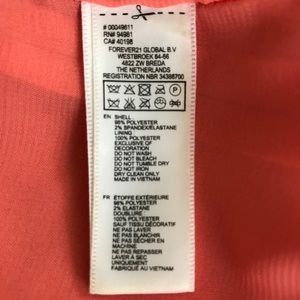 # 00049811
RN# 94981
CA# 40198
FOREVER21 GLOBAL B.V
WESTBROEK 64-66
4822 ZW BREDA
THE NETHERLANDS
REGISTRATION NBR 34388700
P
EN SHELL
98% POLYESTER
2% SPANDEX/ELASTANE
LINING
100% POLYESTER
EXCLUSIVE OF
DECORATION
DO NOT WASH
DO NOT BLEACH
DO NOT TUMBLE DRY
DO NOT IRON
DRY CLEAN ONLY
MADE IN VIETNAM
FR ÉTOFFE EXTÉRIEURE
98% POLYESTER
2% ELASTANE
DOUBLURE
100% POLYESTER
SAUF TISSU DÉCORATIF
NE PAS LAVER
NE PAS BLANCHIR
NE PAS SÉCHER EN
MACHINE
NE PAS REPASSER
LAVER À SEC
UNIQUEMENT
FABRIQUÉ AU VIETNAM